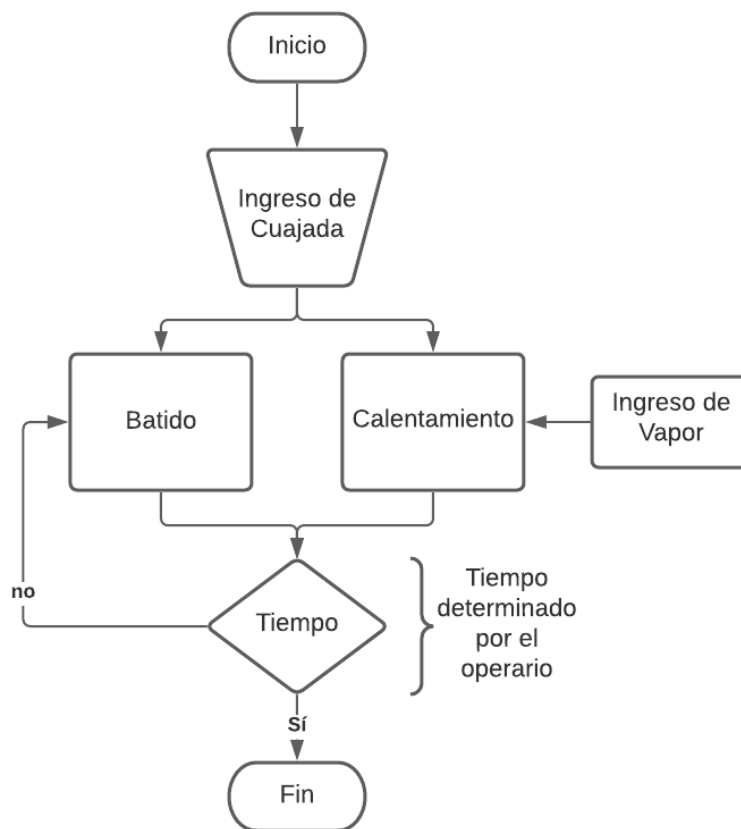 Inicio
Ingreso de
Cuajada
Batido
Calentamiento
Ingreso de
Vapor
no
Tiempo
Tiempo
determinado
por el
operario
Sí
Fin